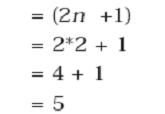 = (2n +1)
= 2*2 + 1
= 4 + 1
= 5